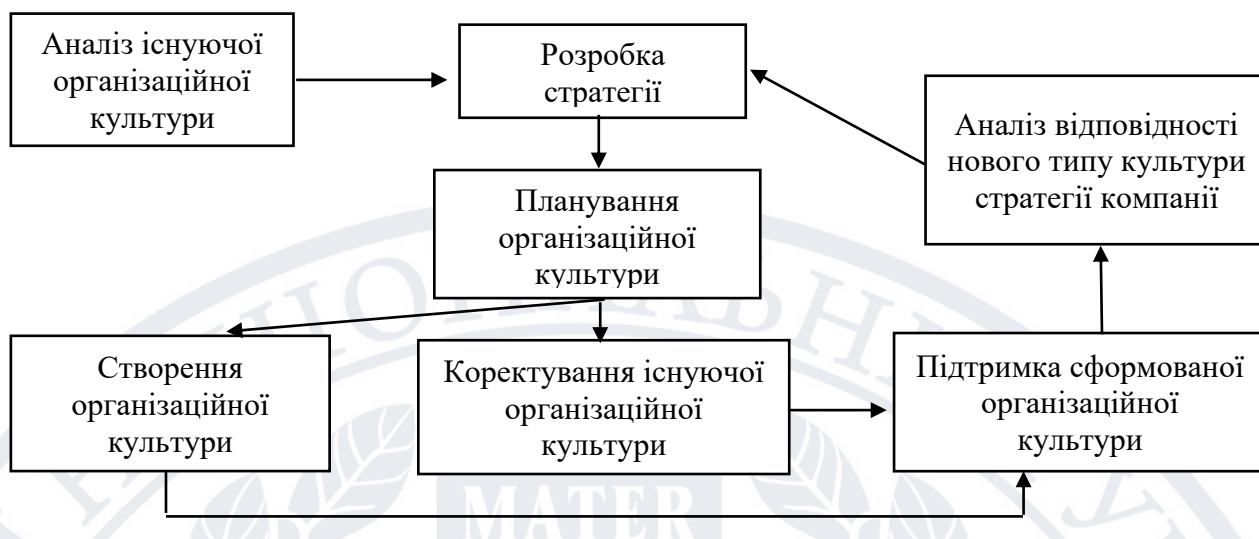 Аналіз існуючої
організаційної
культури
Розробка
стратегії
Аналіз відповідності
нового типу культури
стратегії компанії
Планування
організаційної
культури
Створення
організаційної
культури
Коректування існуючої
організаційної
культури
Підтримка сформованої
організаційної
культури
MATER